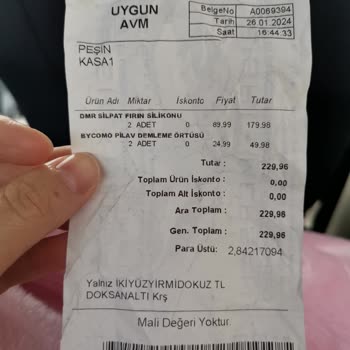 UYGUN
AVM
BelgeNo A0069394
Tarih 26.01.2024
Saat 16:44:33
PEŞİN
KASA1
Ürün Adı Miktar İskonto Fiyat Tutar
DMR SİLPAT FIRIN SİLİKONU
2 ADET 0 89,99 179,98
BYCOMO PİLAV DEMLEME ÖRTÜSÜ
2 ADET 0 24,99 49,98
Tutar : 229,96
Toplam Ürün İskonto : 0,00
Toplam Alt İskonto : 0,00
Ara Toplam : 229,96
Gen. Toplam : 229,96
Para Üstü: 2,84217094
Yalnız İKİYÜZYİRMİDOKUZ TL
DOKSANALTI Krş
Mali Değeri Yoktur